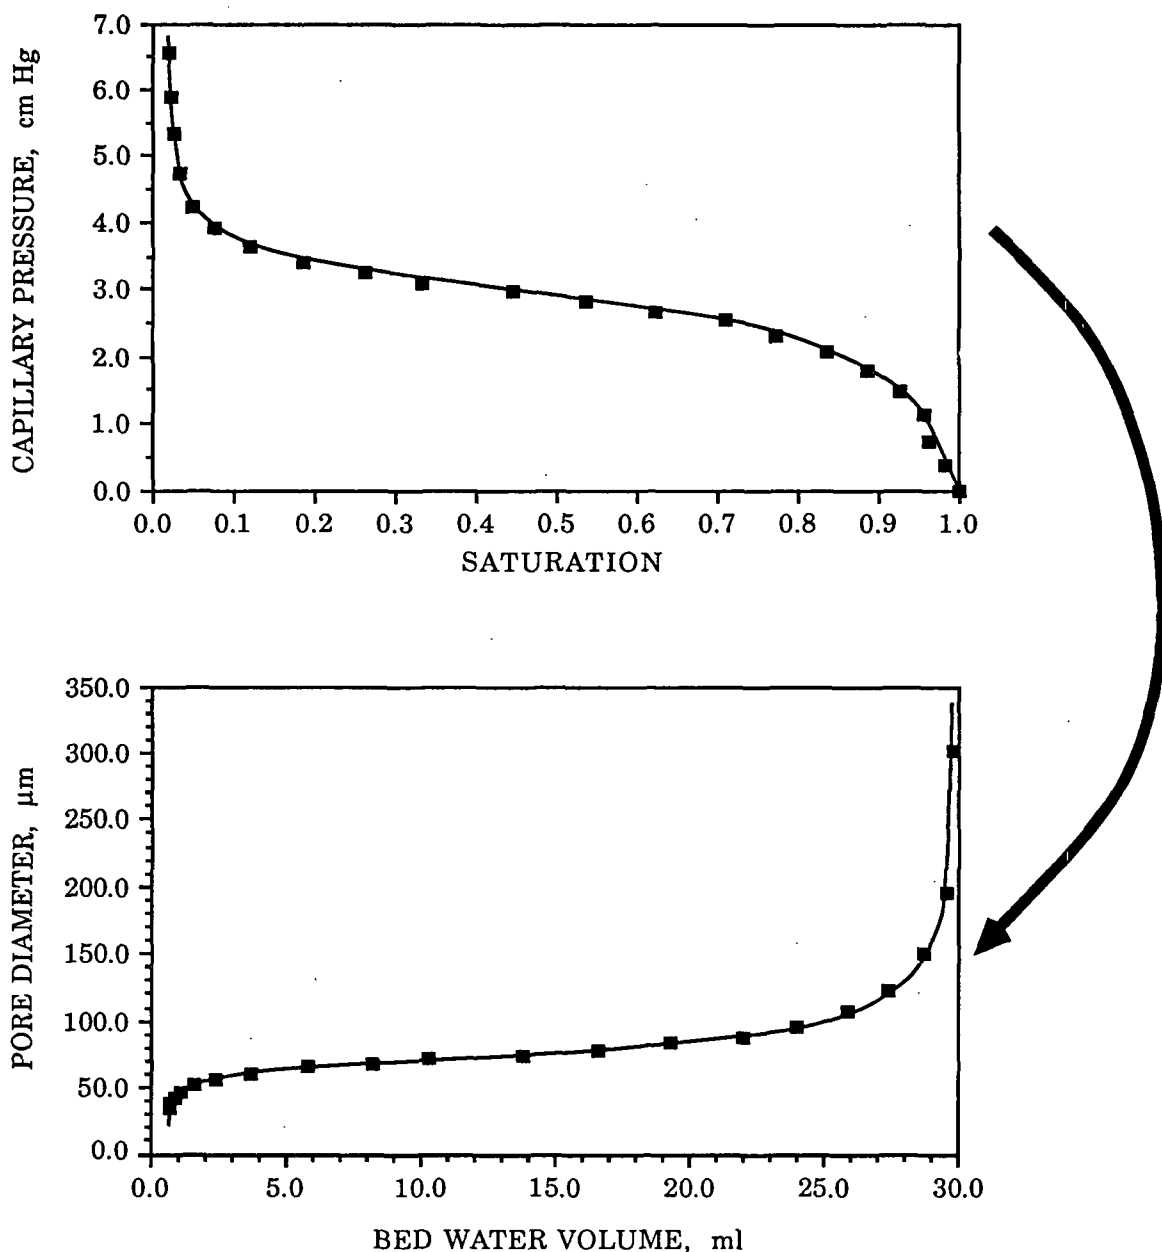 CAPILLARY PRESSURE, cm Hg
7.0
6.0
5.0
4.0
3.0
2.0
1.0
0.0
0.0 0.1 0.2 0.3 0.4 0.5 0.6 0.7 0.8 0.9 1.0
SATURATION
PORE DIAMETER, µm
350.0
300.0
250.0
200.0
150.0
100.0
50.0
0.0
0.0 5.0 10.0 15.0 20.0 25.0 30.0
BED WATER VOLUME, ml